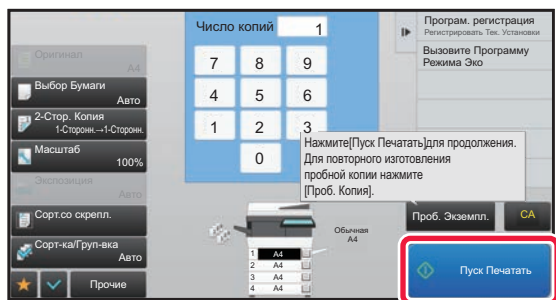 Число копий
1
Програм. регистрация
Регистрировать Тек. Установки
Вызовите Программу
Режима Эко
Оригинал
A4
Выбор Бумаги
Авто
2-Стор. Копия
1-Сторонн.→1-Сторонн.
Масштаб
100%
Экспозиция
Авто
Сорт.со скрепл.
Сорт-ка/Груп-вка
Авто
Прочие
7
8
9
4
5
6
1
2
3
0
Нажмите[Пуск Печатать]для продолжения.
Для повторного изготовления
пробной копии нажмите
[Проб. Копия].
Обычная
A4
1 A4
2 A4
3 A4
4 A4
Проб. Экземпл.
CA
Пуск Печатать